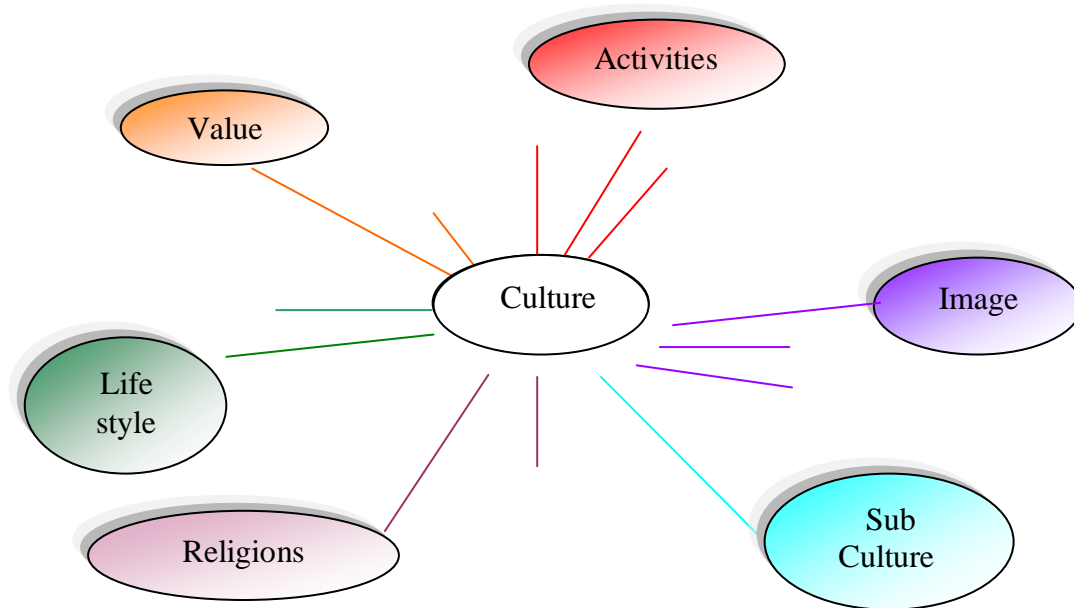 Activities
Value
Culture
Image
Life
style
Sub
Culture
Religions